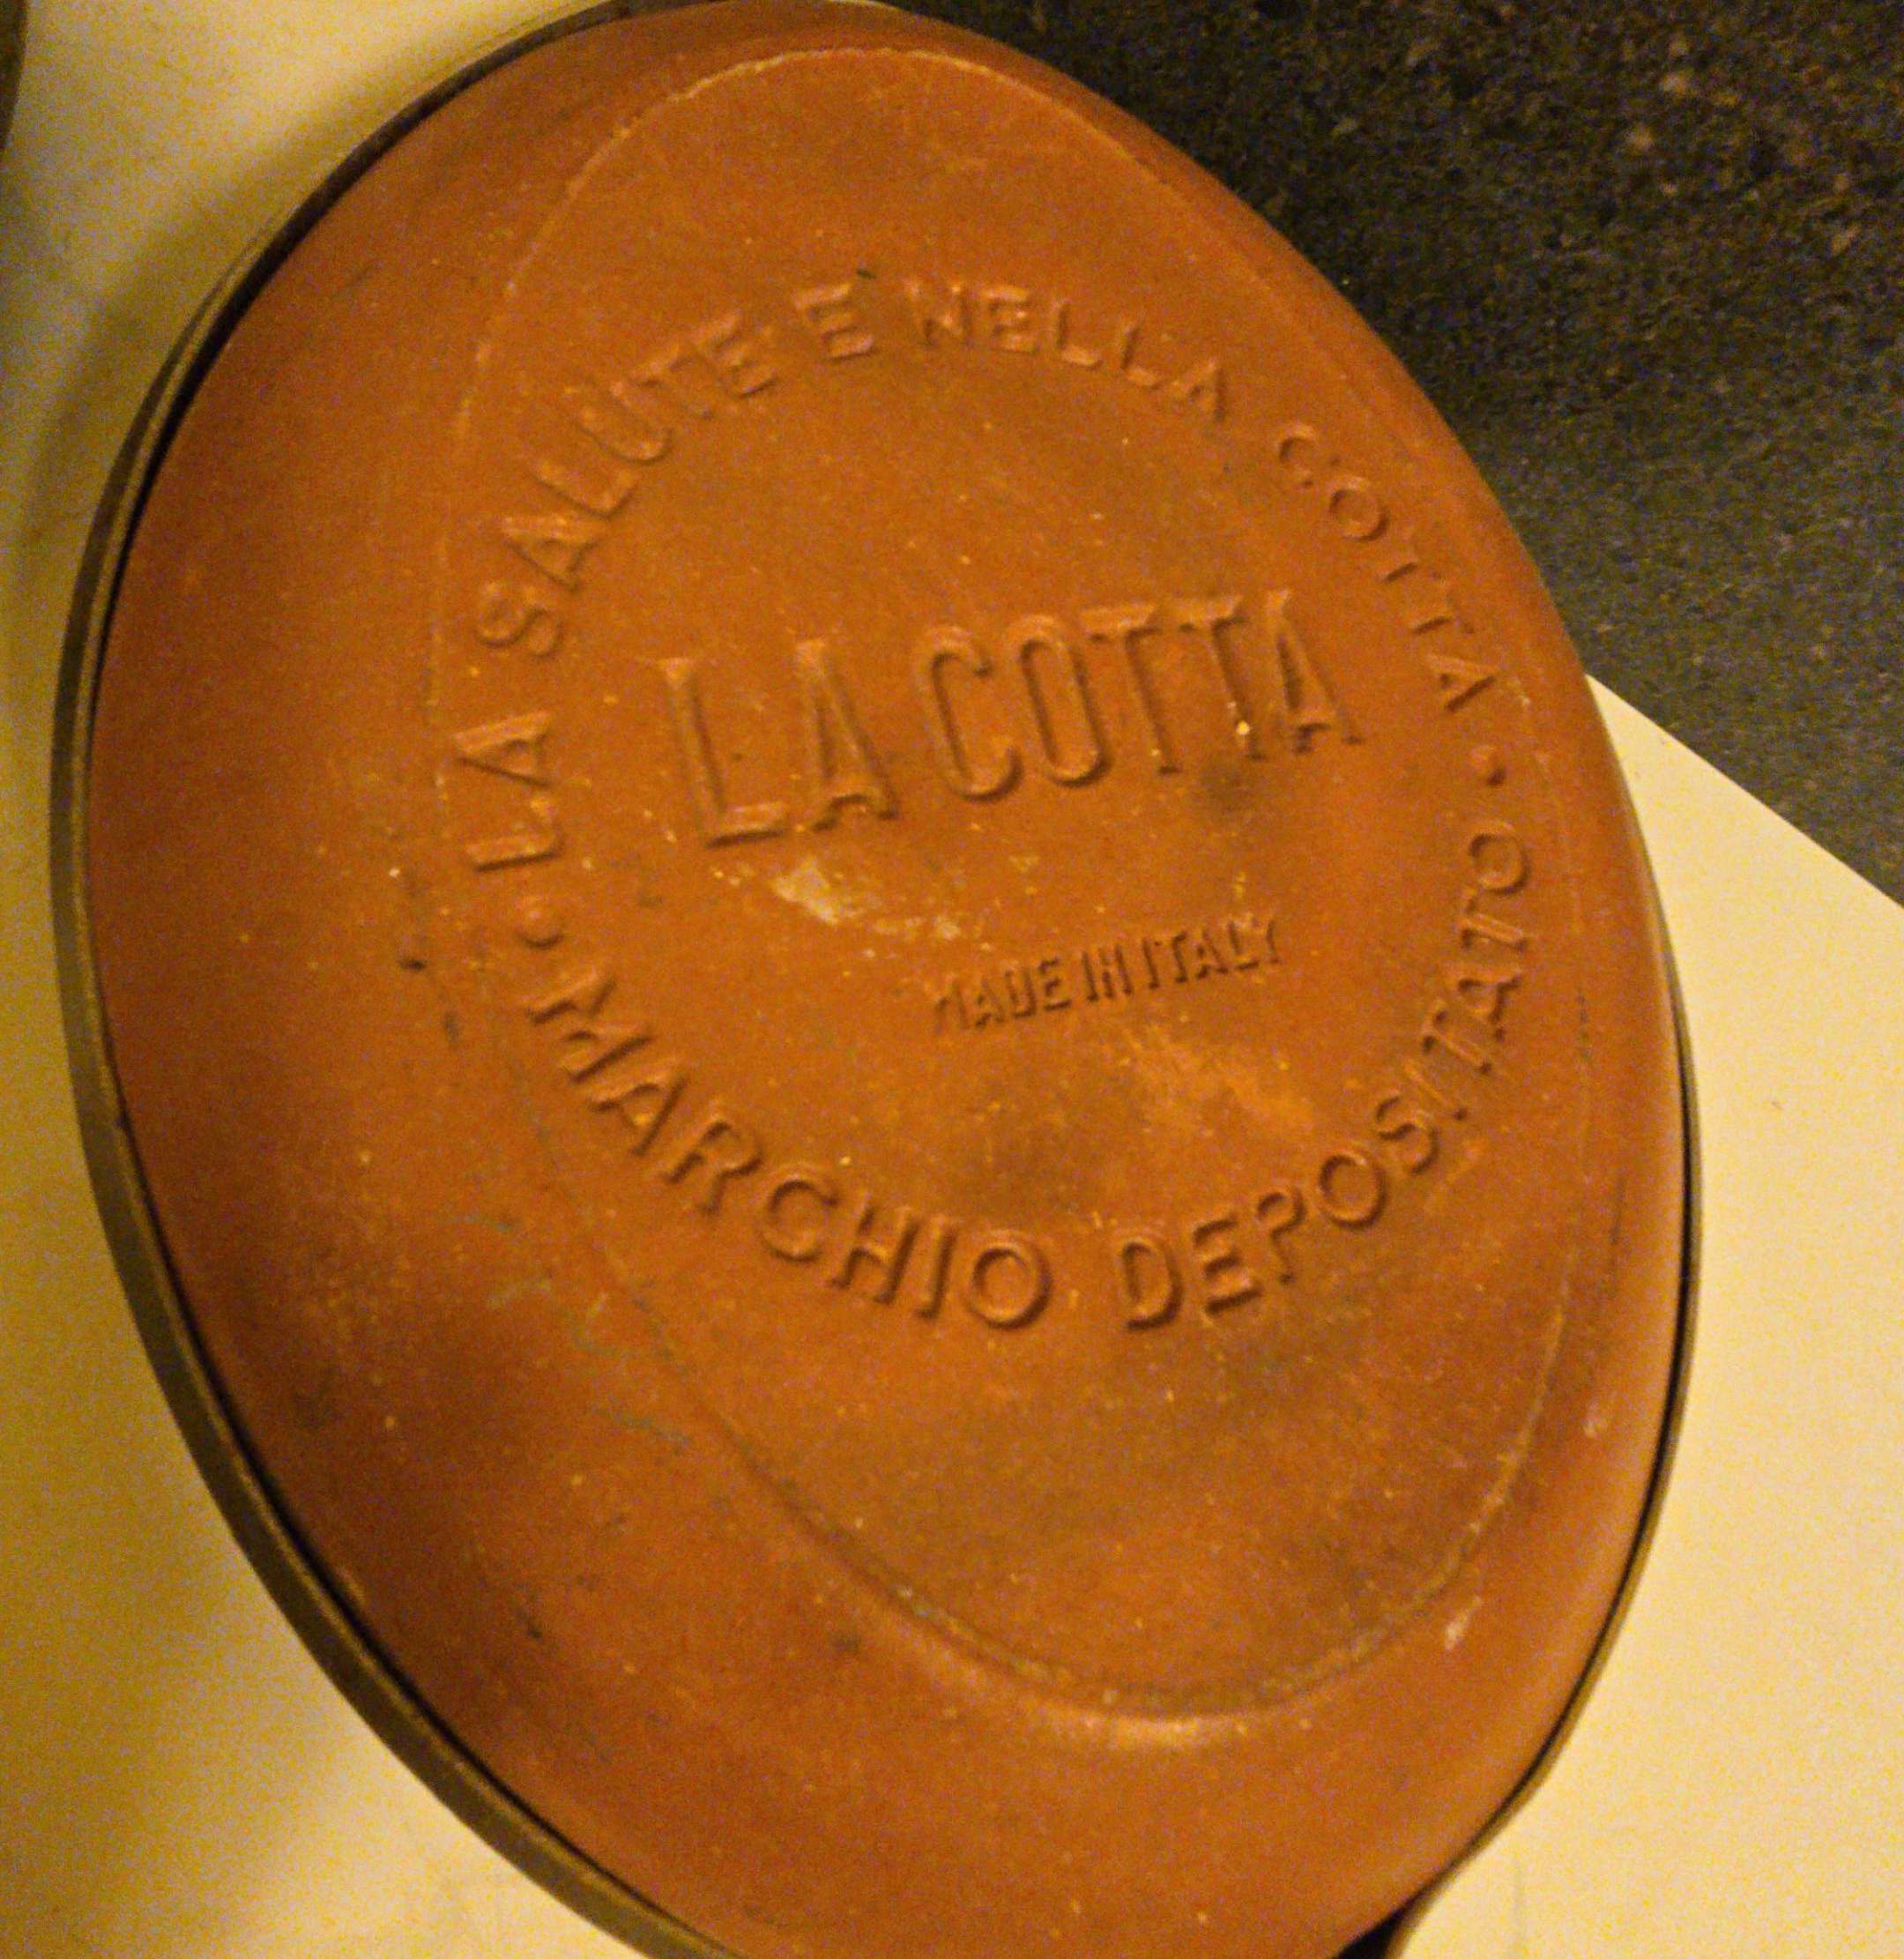 LA SALUTE E NELLA COTTA
LA COTTA
MADE IN ITALY
MARCHIO DEPOSITATO